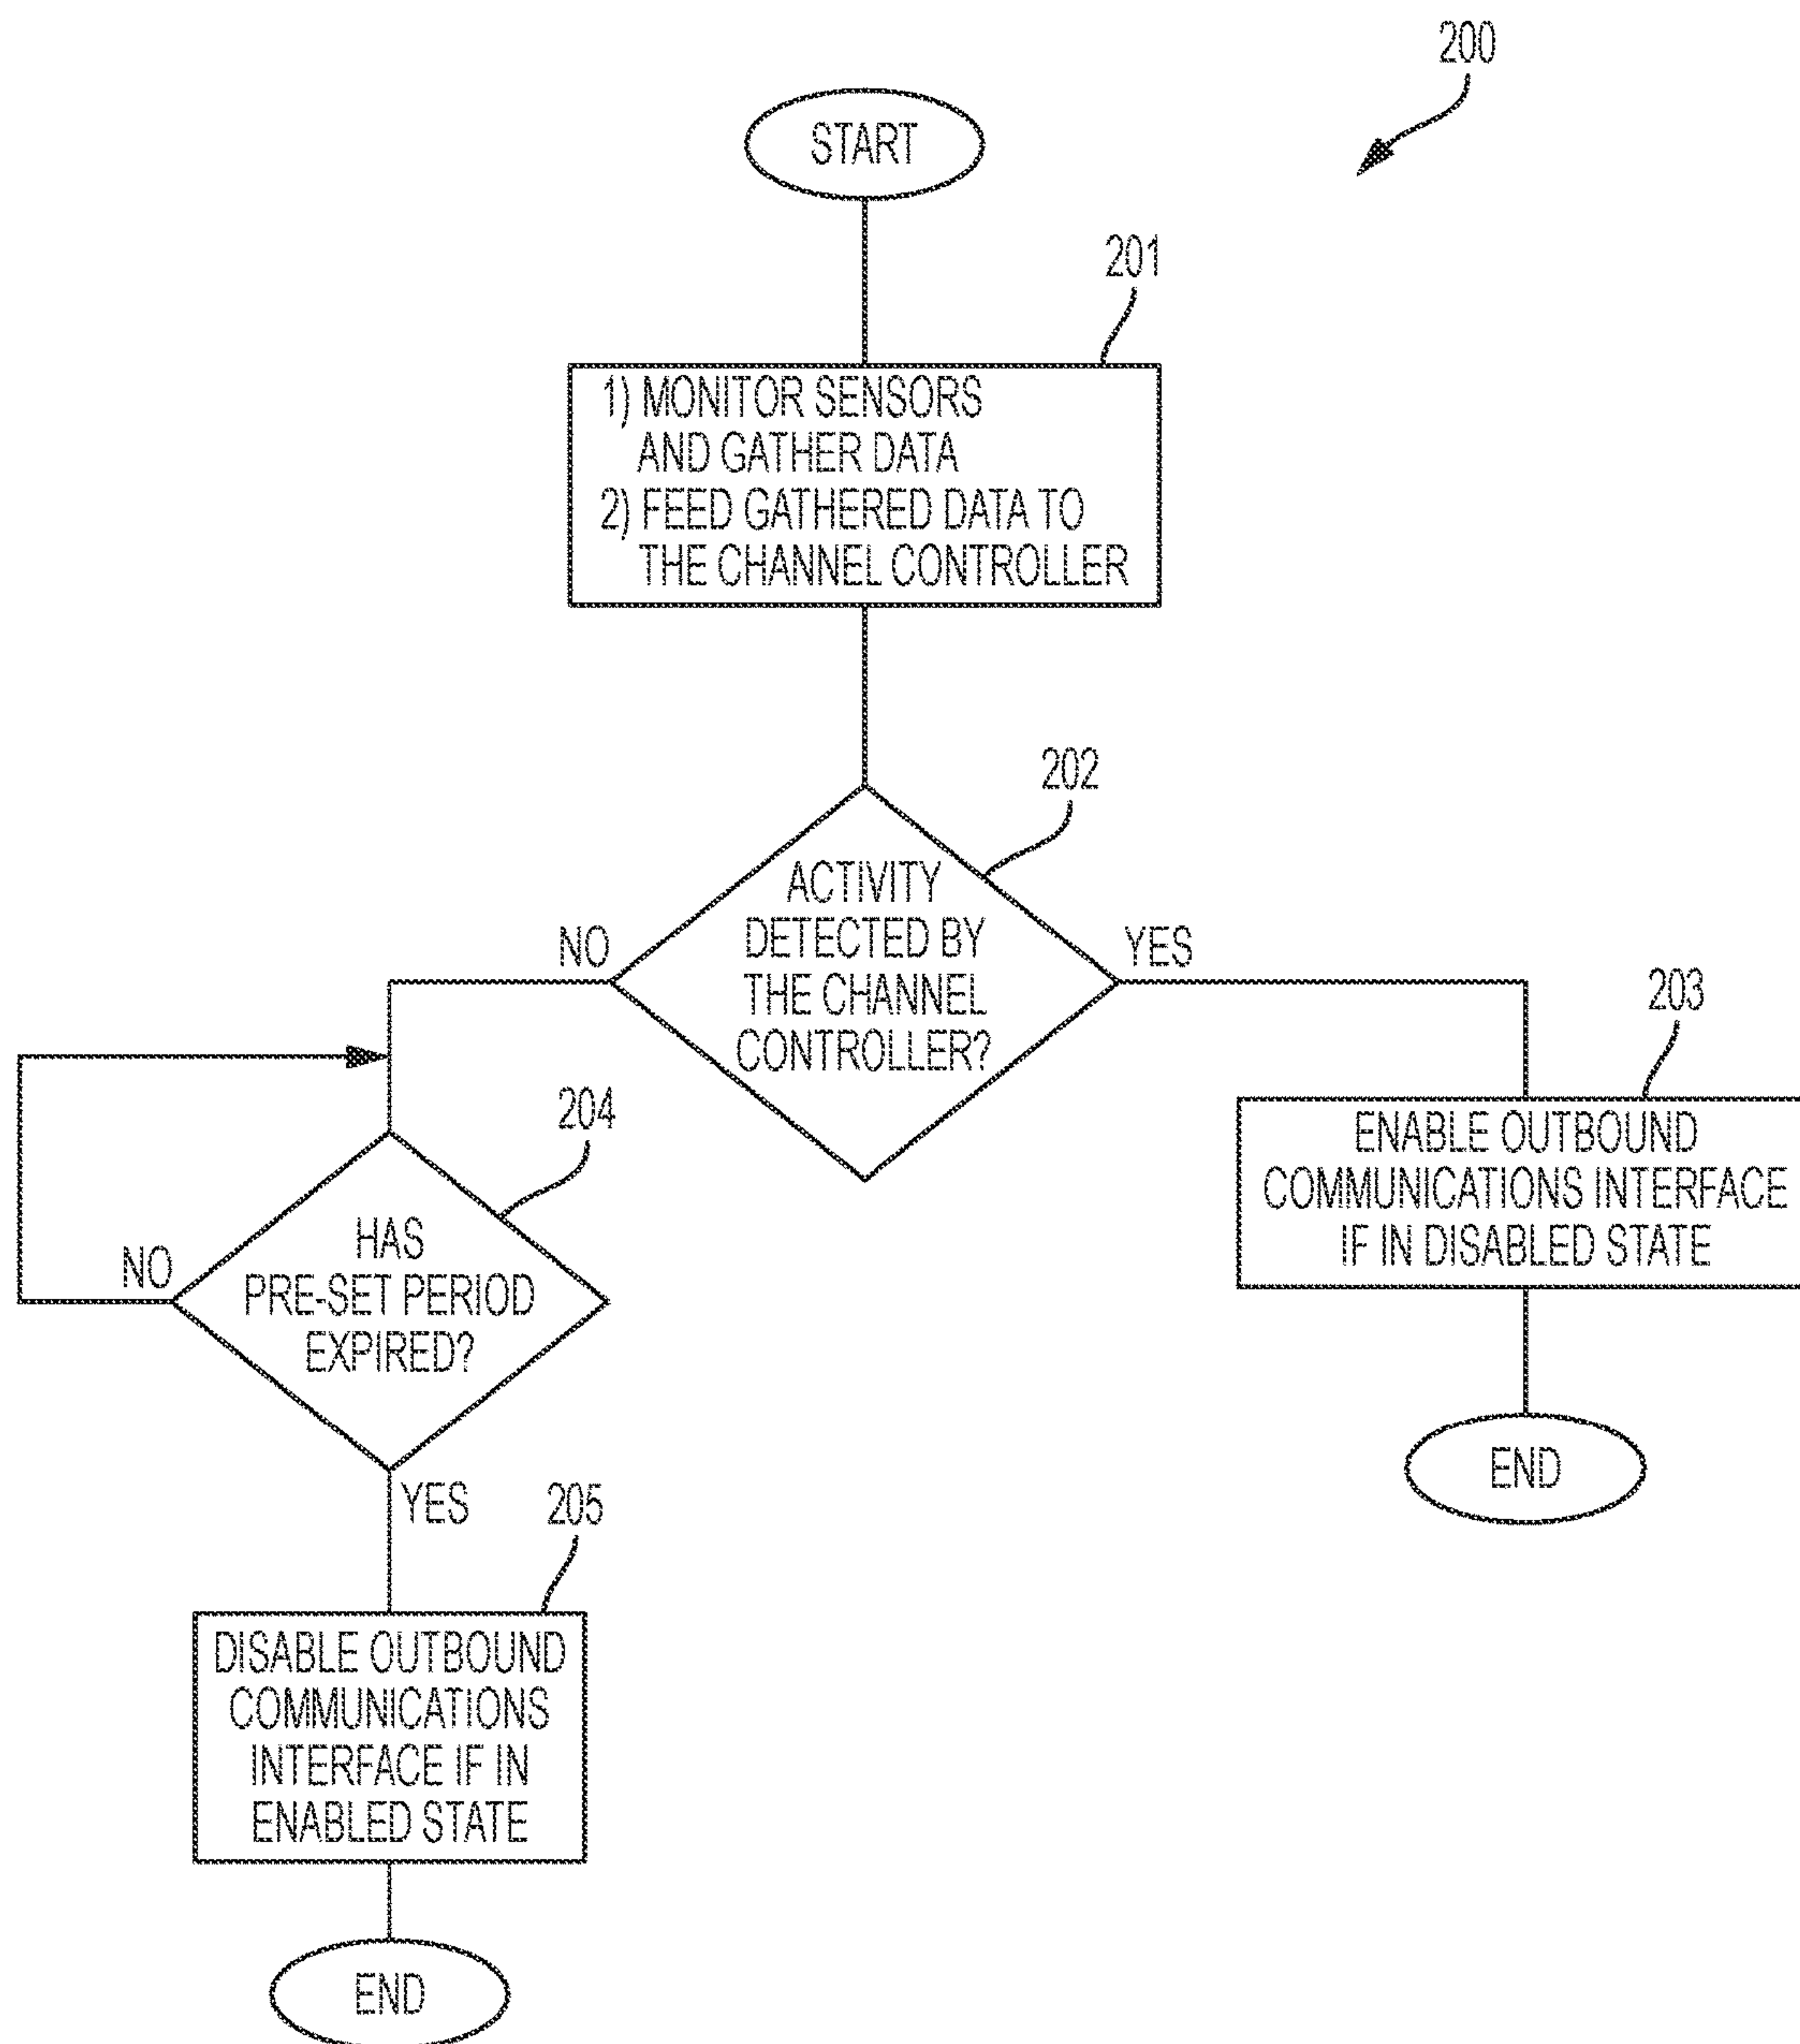 200
START
201
1) MONITOR SENSORS
AND GATHER DATA
2) FEED GATHERED DATA TO
THE CHANNEL CONTROLLER
202
ACTIVITY
DETECTED BY
THE CHANNEL
CONTROLLER?
NO
YES
203
ENABLE OUTBOUND
COMMUNICATIONS INTERFACE
IF IN DISABLED STATE
END
204
HAS
PRE-SET PERIOD
EXPIRED?
NO
YES
205
DISABLE OUTBOUND
COMMUNICATIONS
INTERFACE IF IN
ENABLED STATE
END